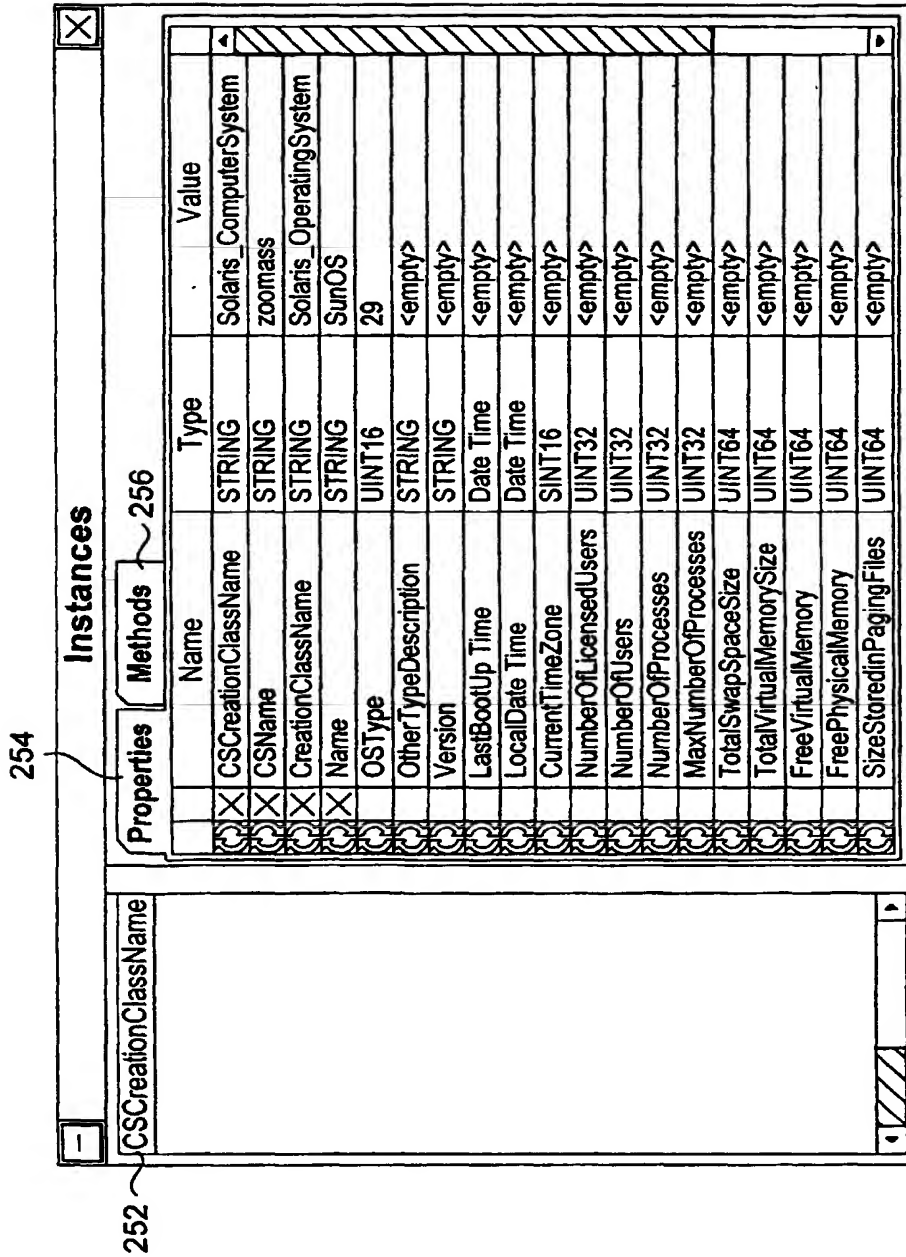 Instances
254
Properties
Methods
256
252
CSCreationClassName
Name Type Value
X CSCreationClassName STRING Solaris_ComputerSystem
X CSName STRING zoomass
X CreationClassName STRING Solaris_OperatingSystem
X Name STRING SunOS
OSType UINT16 29
OtherTypeDescription STRING <empty>
Version STRING <empty>
LastBootUp Time Date Time <empty>
LocalDate Time Date Time <empty>
CurrentTimeZone SINT16 <empty>
NumberOfLicensedUsers UINT32 <empty>
NumberOfUsers UINT32 <empty>
NumberOfProcesses UINT32 <empty>
MaxNumberOfProcesses UINT32 <empty>
TotalSwapSpaceSize UINT64 <empty>
TotalVirtualMemorySize UINT64 <empty>
FreeVirtualMemory UINT64 <empty>
FreePhysicalMemory UINT64 <empty>
SizeStoredinPagingFiles UINT64 <empty>